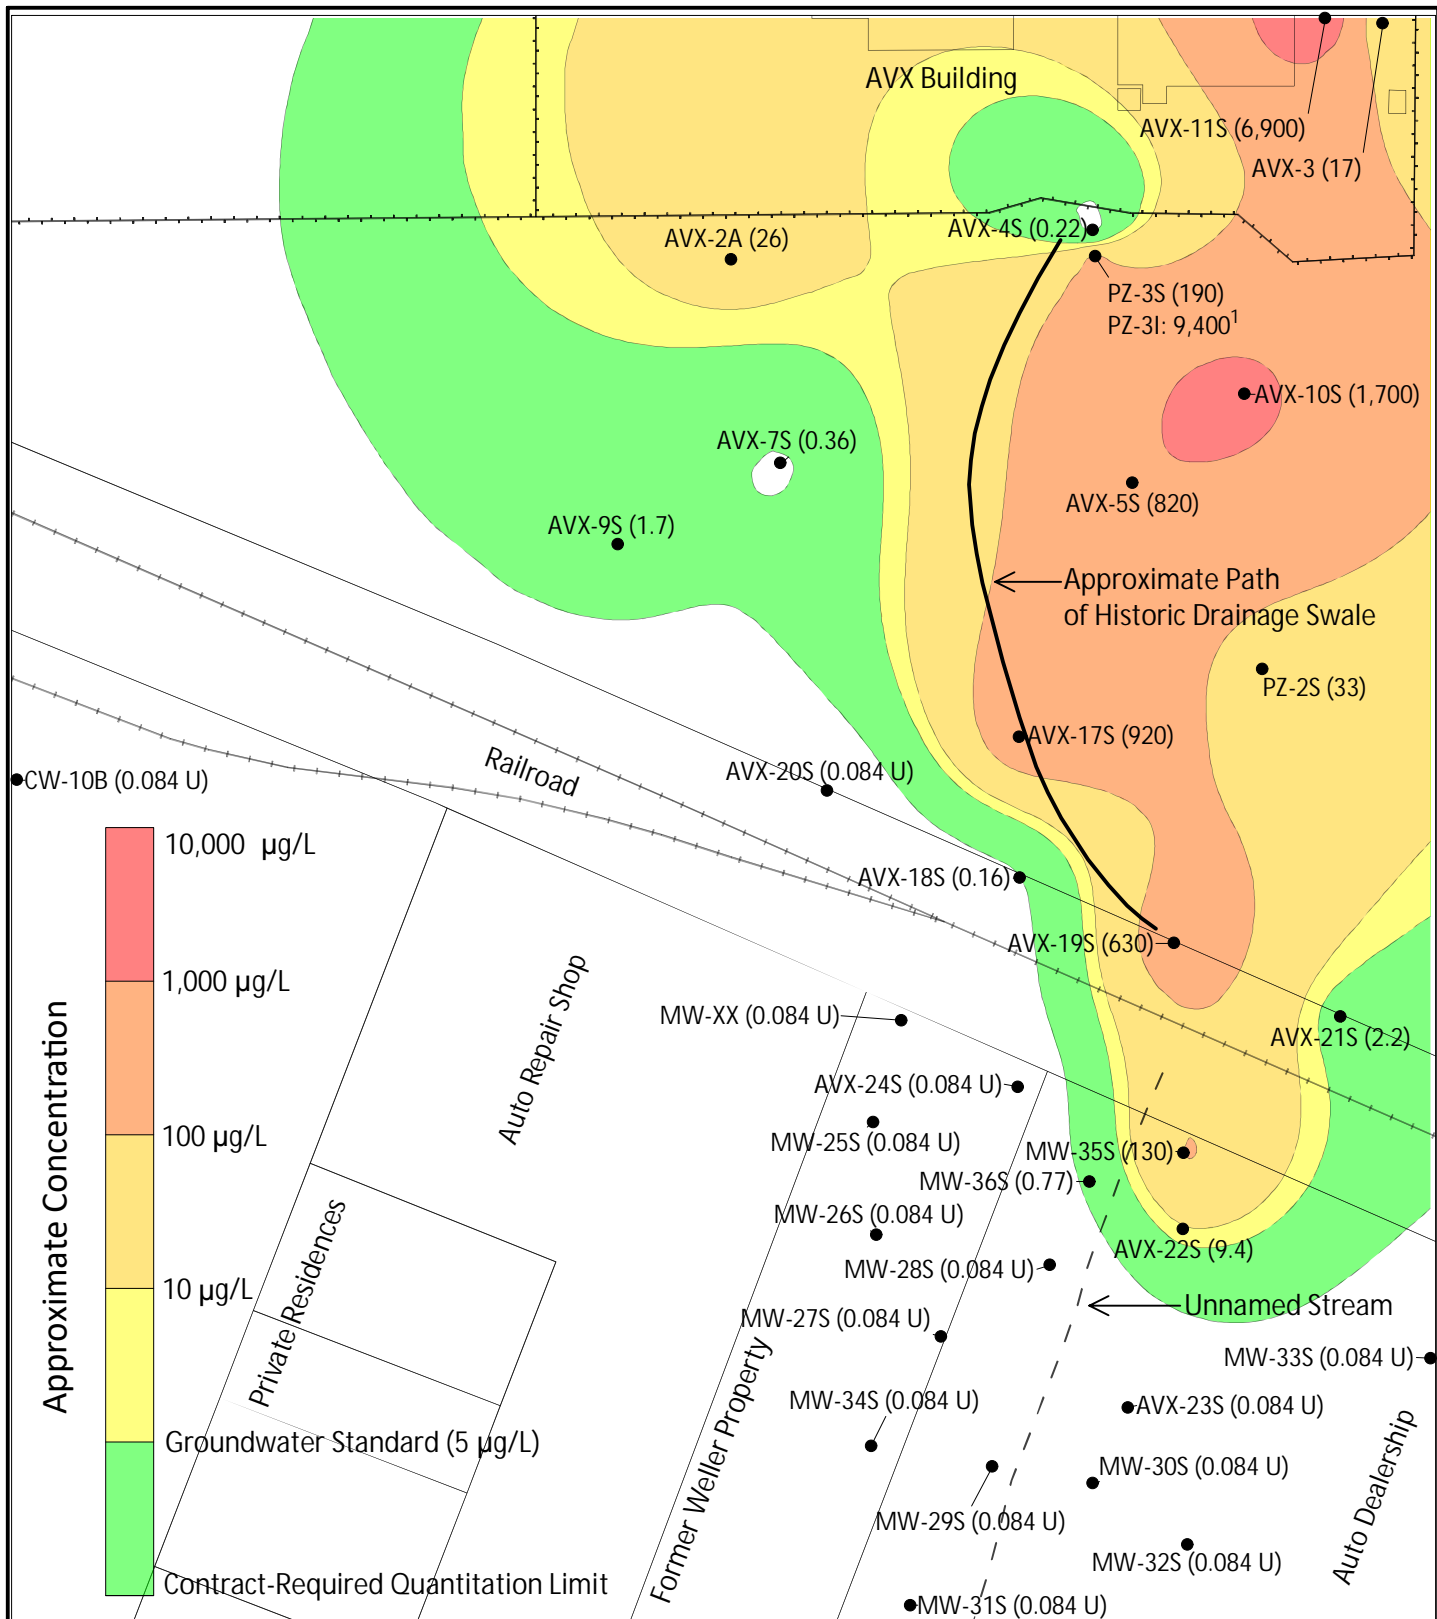 AVX Building
AVX-11S (6,900)
AVX-3 (17)
AVX-4S (0.22)
AVX-2A (26)
PZ-3S (190)
PZ-3I: 9,400¹
AVX-10S (1,700)
AVX-7S (0.36)
AVX-5S (820)
AVX-9S (1.7)
Approximate Path
of Historic Drainage Swale
PZ-2S (33)
AVX-17S (920)
Railroad
AVX-20S (0.084 U)
CW-10B (0.084 U)
AVX-18S (0.16)
AVX-19S (630)
MW-XX (0.084 U)
AVX-21S (2.2)
Auto Repair Shop
AVX-24S (0.084 U)
MW-25S (0.084 U)
MW-35S (130)
MW-36S (0.77)
MW-26S (0.084 U)
AVX-22S (9.4)
MW-28S (0.084 U)
Unnamed Stream
MW-27S (0.084 U)
MW-33S (0.084 U)
Private Residences
MW-34S (0.084 U)
AVX-23S (0.084 U)
Former Weller Property
MW-30S (0.084 U)
MW-29S (0.084 U)
MW-32S (0.084 U)
Auto Dealership
MW-31S (0.084 U)
Approximate Concentration
10,000 µg/L
1,000 µg/L
100 µg/L
10 µg/L
Groundwater Standard (5 µg/L)
Contract-Required Quantitation Limit